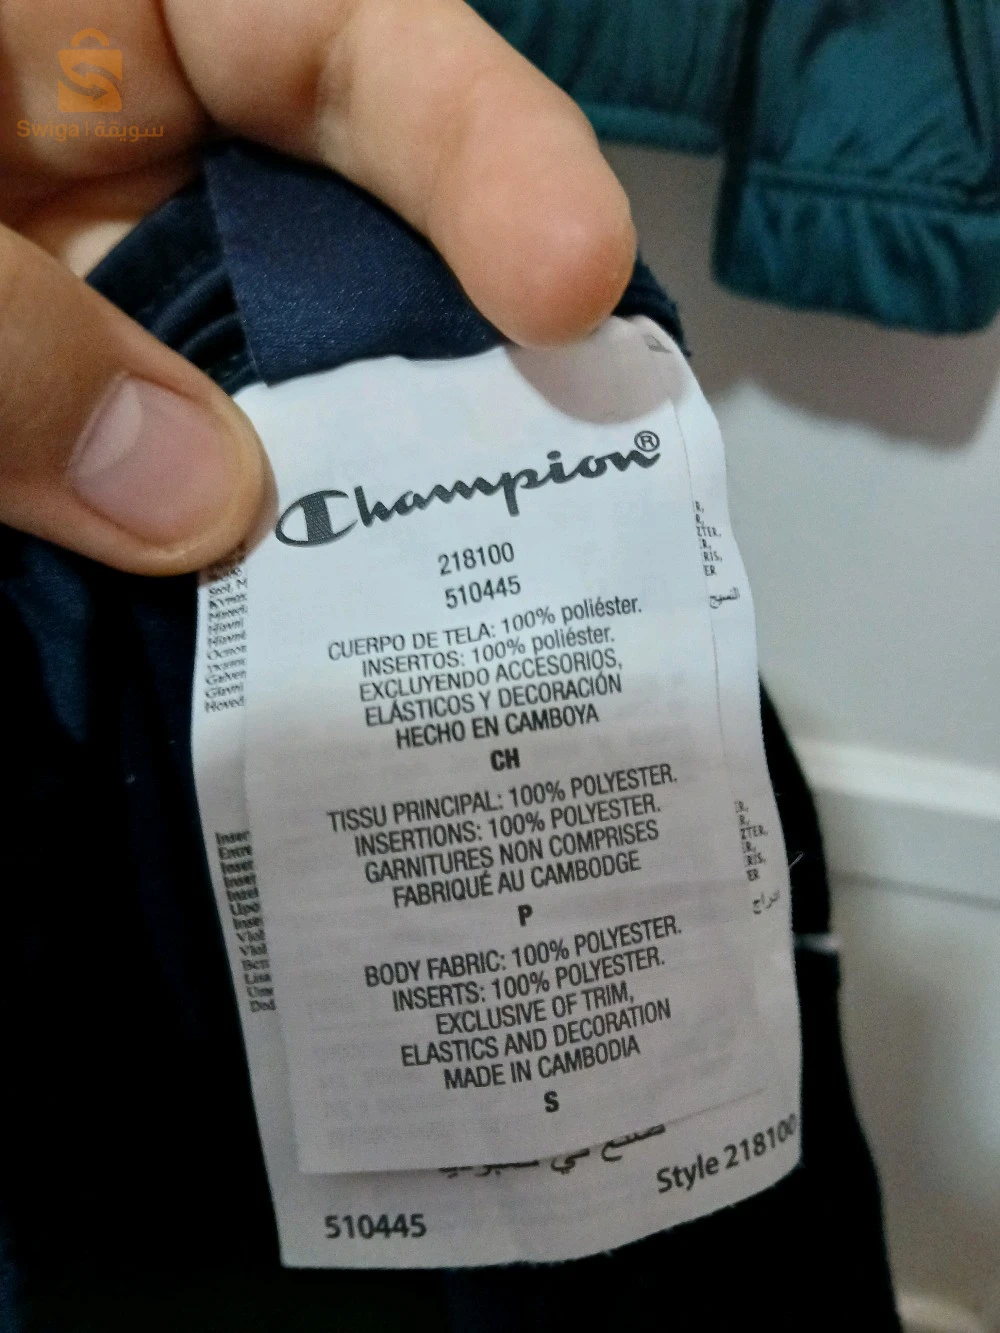 Swiga | سويقة
Champion®
218100
510445
CUERPO DE TELA: 100% poliéster.
INSERTOS: 100% poliéster.
EXCLUYENDO ACCESORIOS,
ELÁSTICOS Y DECORACIÓN
HECHO EN CAMBOYA
CH
TISSU PRINCIPAL: 100% POLYESTER.
INSERTIONS: 100% POLYESTER.
GARNITURES NON COMPRISES
FABRIQUÉ AU CAMBODGE
P
BODY FABRIC: 100% POLYESTER.
INSERTS: 100% POLYESTER.
EXCLUSIVE OF TRIM,
ELASTICS AND DECORATION
MADE IN CAMBODIA
S
Style 218100
510445